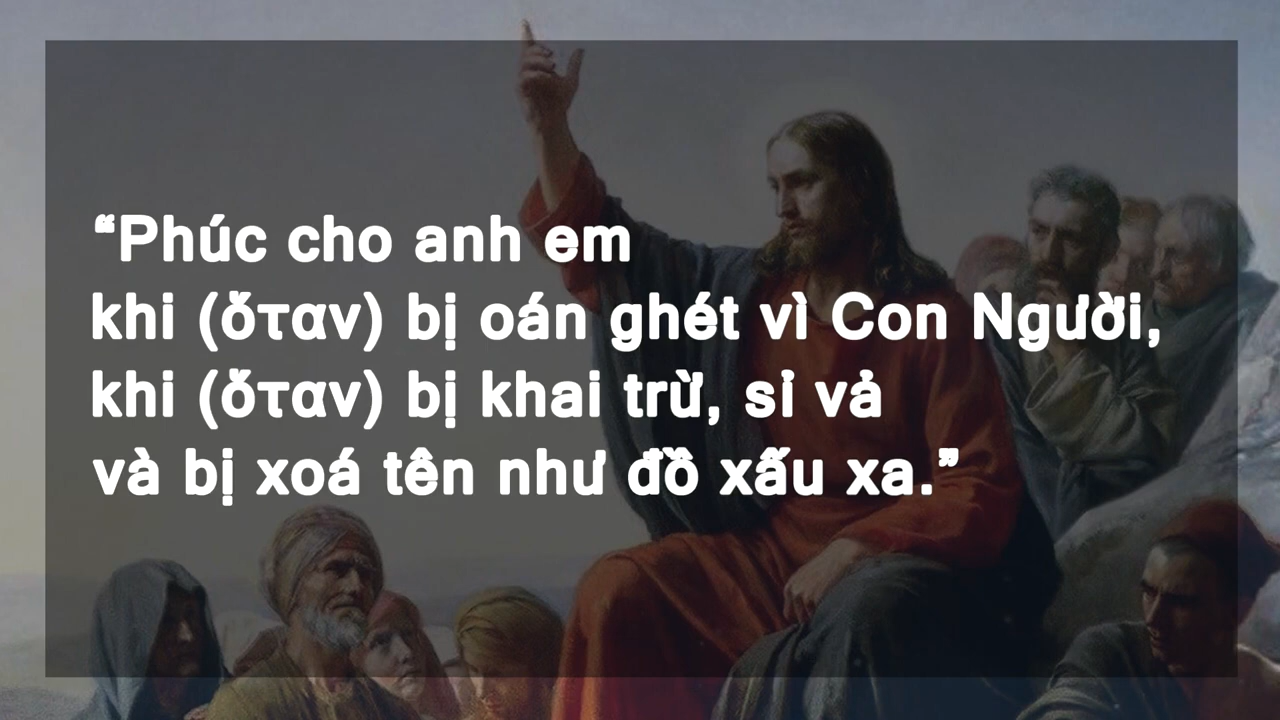 “Phúc cho anh em
khi (ὅταν) bị oán ghét vì Con Người,
khi (ὅταν) bị khai trừ, sỉ vả
và bị xoá tên như đồ xấu xa.”